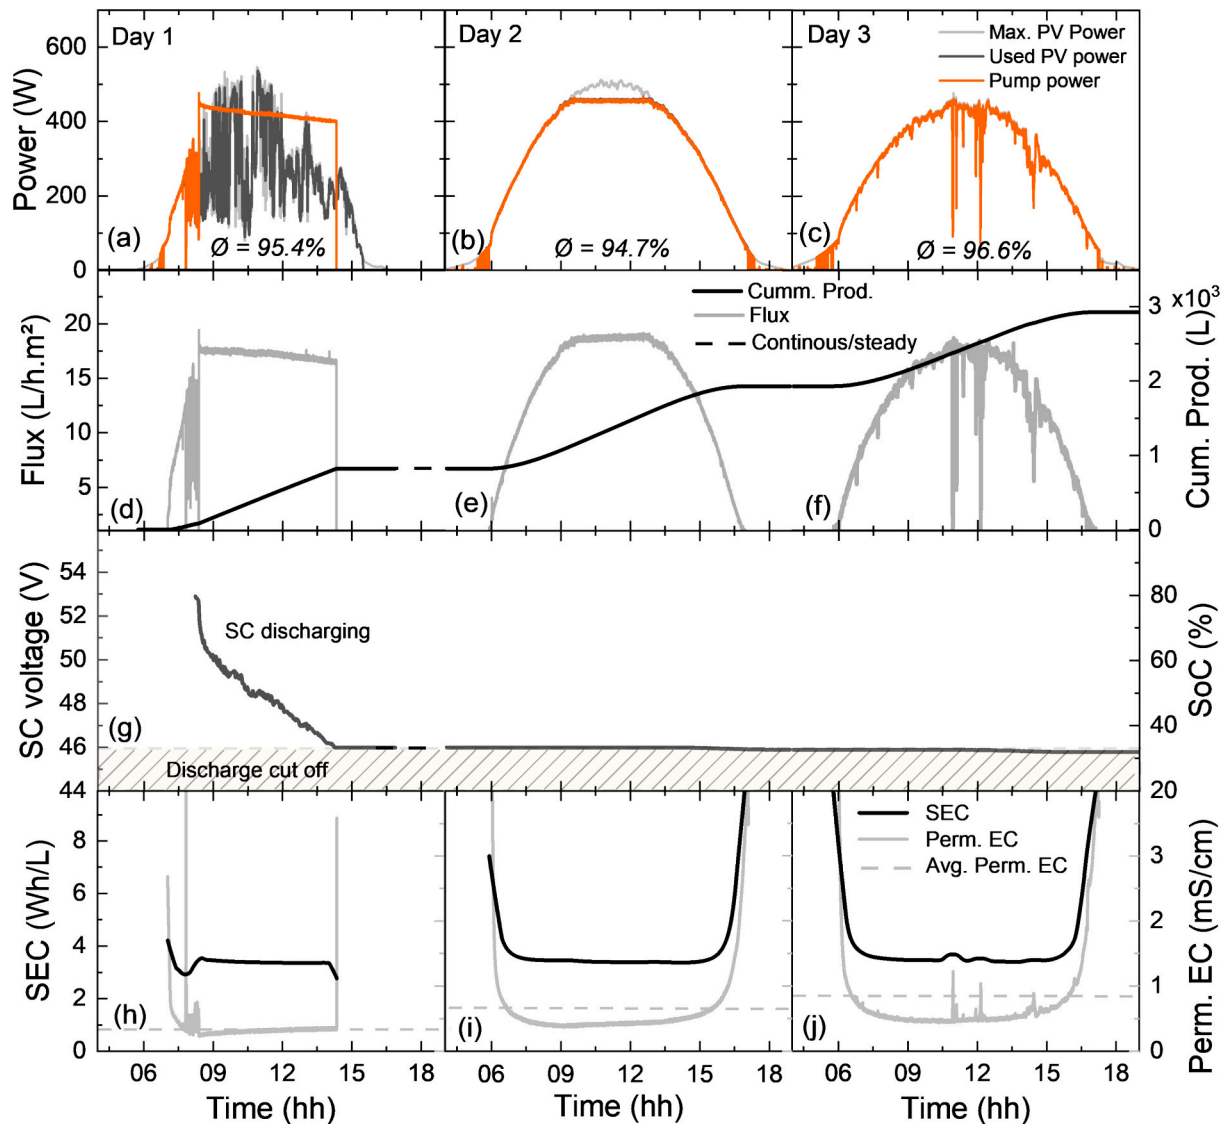 Day 1
Day 2
Day 3
Max. PV Power
Used PV power
Pump power
Power (W)
600
400
200
0
(a)
Ø = 95.4%
(b)
Ø = 94.7%
(c)
Ø = 96.6%
Flux (L/h.m²)
20
15
10
5
(d)
(e)
(f)
Cumm. Prod.
Flux
Continous/steady
3 x10³
2
1
0
Cum. Prod. (L)
SC voltage (V)
54
52
50
48
46
44
SC discharging
(g)
Discharge cut off
80
60
40
20
SoC (%)
SEC (Wh/L)
8
6
4
2
0
(h)
(i)
(j)
SEC
Perm. EC
Avg. Perm. EC
3
2
1
0
Perm. EC (mS/cm)
06 09 12 15 06 09 12 15 18 06 09 12 15 18
Time (hh) Time (hh) Time (hh)